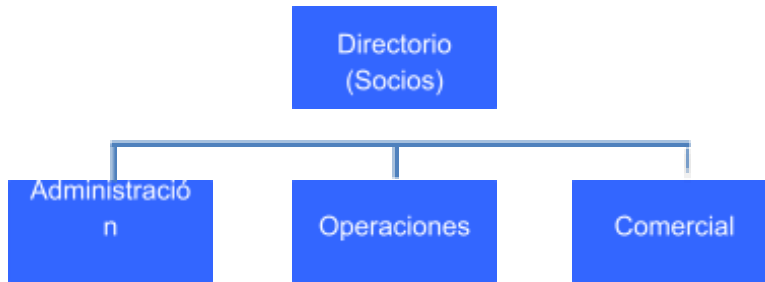 Directorio
(Socios)
Administració
n
Operaciones
Comercial